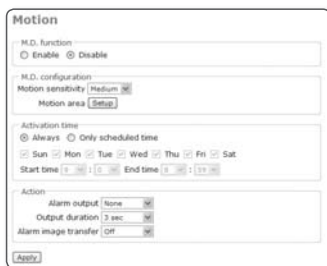 Motion
M.D. function
Enable Disable
M.D. configuration
Motion sensitivity Medium
Motion area Setup
Activation time
Always Only scheduled time
Sun Mon Tue Wed Thu Fri Sat
Start time : 0 End time : 59
Action
Alarm output None
Output duration 3 sec
Alarm image transfer Off
Apply